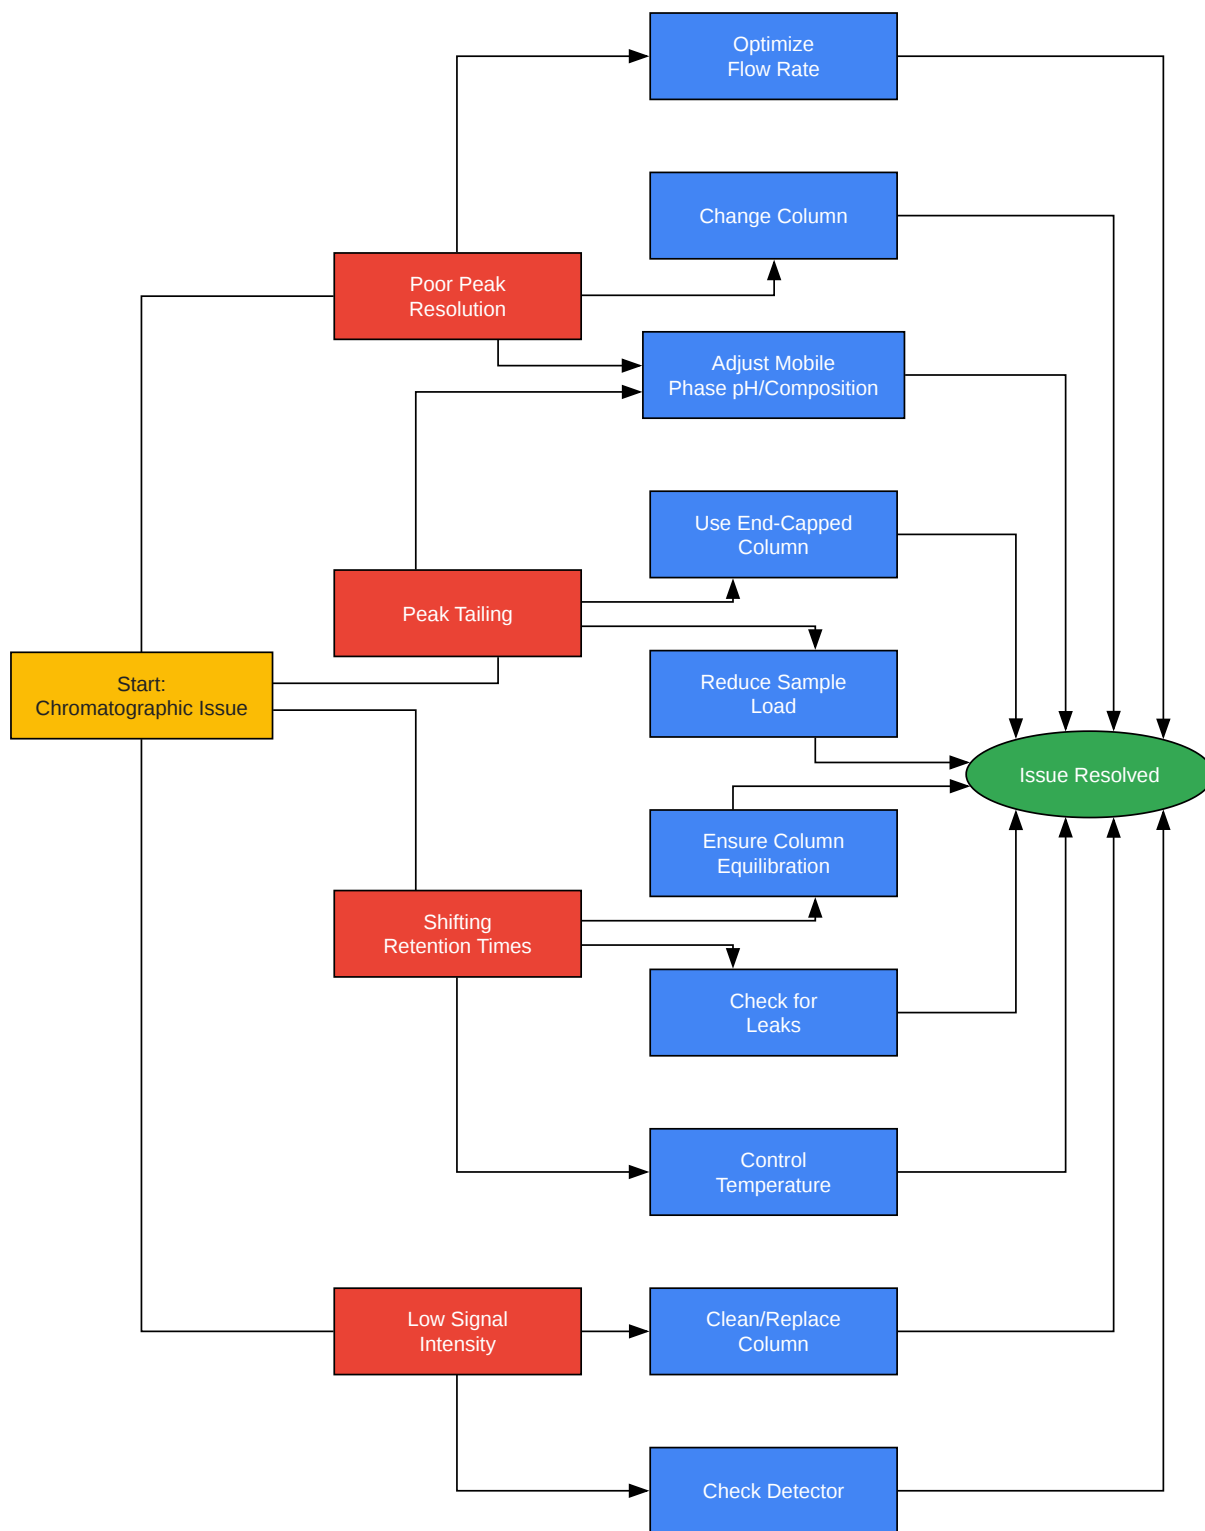 Optimize
Flow Rate
Change Column
Poor Peak
Resolution
Adjust Mobile
Phase pH/Composition
Use End-Capped
Column
Peak Tailing
Start:
Chromatographic Issue
Reduce Sample
Load
Issue Resolved
Ensure Column
Equilibration
Shifting
Retention Times
Check for
Leaks
Control
Temperature
Low Signal
Intensity
Clean/Replace
Column
Check Detector